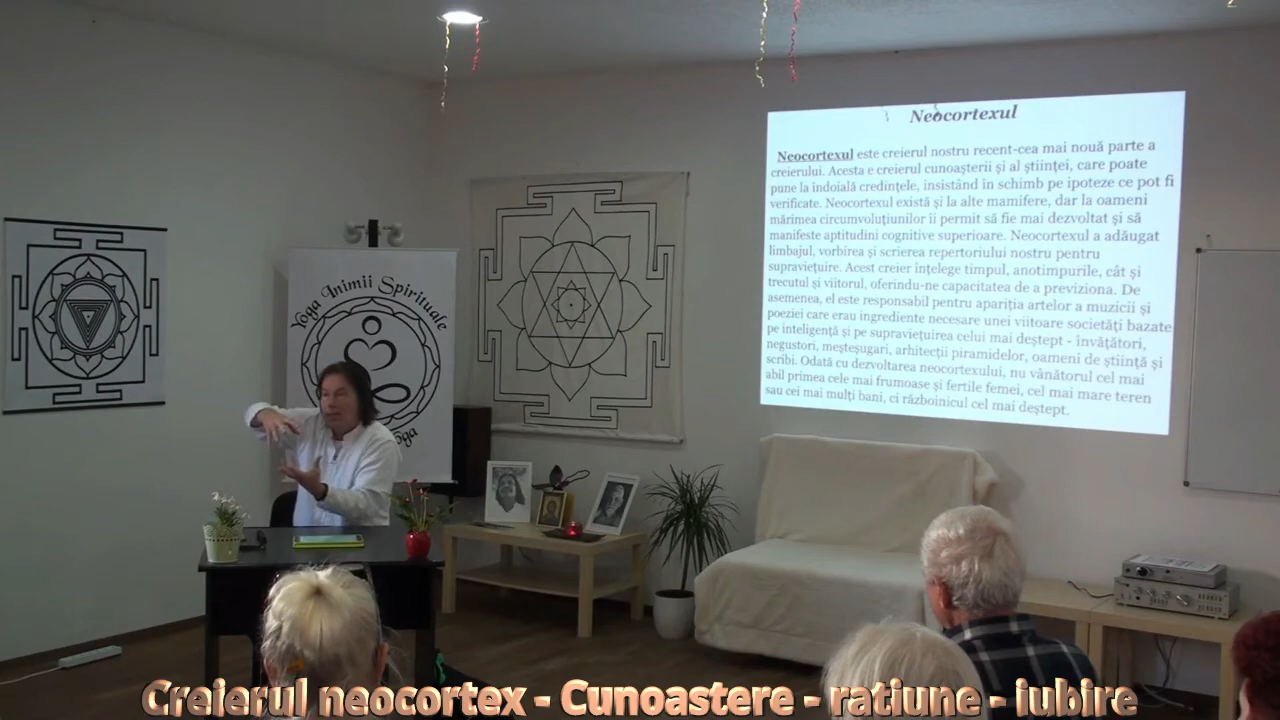 Neocortexul
Neocortexul este creierul nostru recent-cea mai nouă parte a
creierului. Acesta e creierul cunoașterii și al științei, care poate
pune la îndoială credințele, insistând în schimb pe ipoteze ce pot fi
verificate. Neocortexul există și la alte mamifere, dar la oameni
mărimea circumvoluțiunilor îi permit să fie mai dezvoltat și să
manifeste aptitudini cognitive superioare. Neocortexul a adăugat
limbajul, vorbirea și scrierea repertoriului nostru pentru
supraviețuire. Acest creier înțelege timpul, anotimpurile, cât și
trecutul și viitorul, oferindu-ne capacitatea de a previziona. De
asemenea, el este responsabil pentru apariția artelor a muzicii și
poeziei care erau ingrediente necesare unei viitoare societăți bazate
pe inteligență și pe supraviețuirea celui mai deștept - învățători,
negustori, meșteșugari, arhitecții piramidelor, oameni de știință și
scribi. Odată cu dezvoltarea neocortexului, nu vânătorul cel mai
abil primea cele mai frumoase și fertile femei, cel mai mare teren
sau cei mai mulți bani, ci războinicul cel mai deștept.
Yoga Inimii Spirituale
Creierul neocortex - Cunoastere - ratiune - iubire